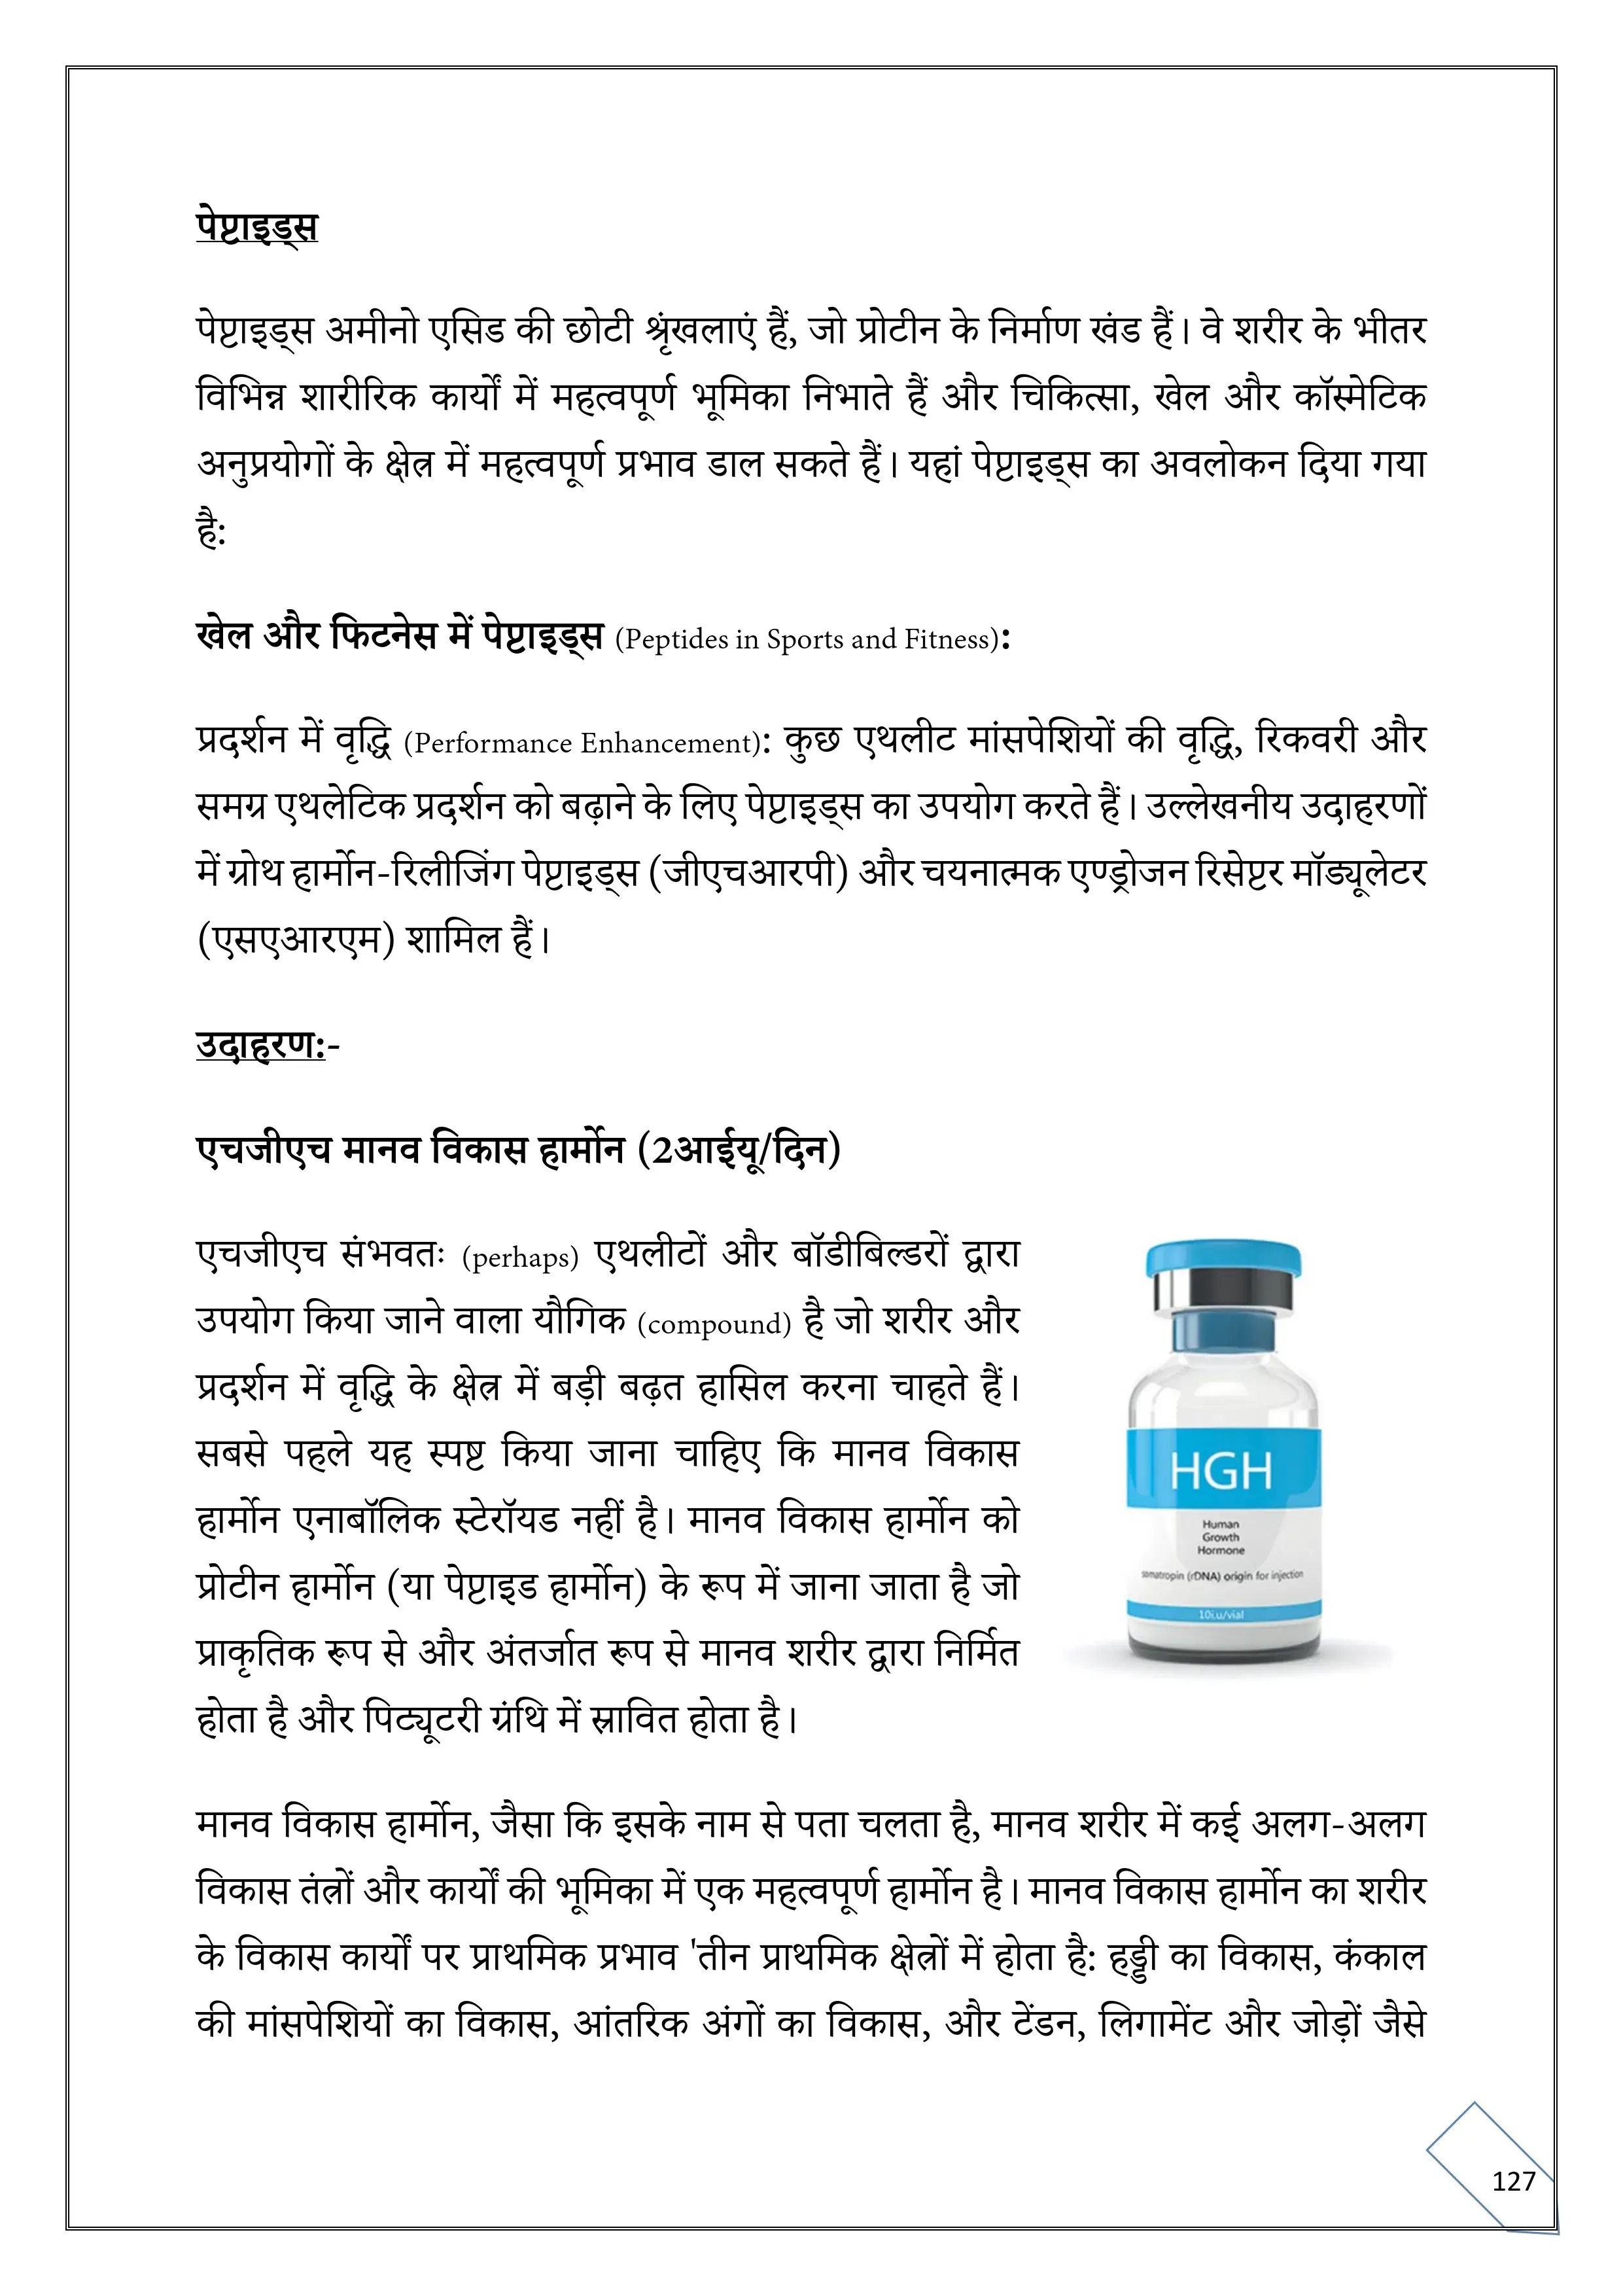 पेप्टाइड्स
पेप्टाइड्स अमीनो एसिड की छोटी श्रृंखलाएं हैं, जो प्रोटीन के निर्माण खंड हैं। वे शरीर के भीतर
विभिन्न शारीरिक कार्यों में महत्वपूर्ण भूमिका निभाते हैं और चिकित्सा, खेल और कॉस्मेटिक
अनुप्रयोगों के क्षेत्र में महत्वपूर्ण प्रभाव डाल सकते हैं। यहां पेप्टाइड्स का अवलोकन दिया गया
है:
खेल और फिटनेस में पेप्टाइड्स (Peptides in Sports and Fitness):
प्रदर्शन में वृद्धि (Performance Enhancement): कुछ एथलीट मांसपेशियों की वृद्धि, रिकवरी और
समग्र एथलेटिक प्रदर्शन को बढ़ाने के लिए पेप्टाइड्स का उपयोग करते हैं। उल्लेखनीय उदाहरणों
में ग्रोथ हार्मोन-रिलीजिंग पेप्टाइड्स (जीएचआरपी) और चयनात्मक एण्ड्रोजन रिसेप्टर मॉड्यूलेटर
(एसएआरएम) शामिल हैं।
उदाहरण:-
एचजीएच मानव विकास हार्मोन (2आईयू/दिन)
एचजीएच संभवतः (perhaps) एथलीटों और बॉडीबिल्डरों द्वारा
उपयोग किया जाने वाला यौगिक (compound) है जो शरीर और
प्रदर्शन में वृद्धि के क्षेत्र में बड़ी बढ़त हासिल करना चाहते हैं।
सबसे पहले यह स्पष्ट किया जाना चाहिए कि मानव विकास
हार्मोन एनाबॉलिक स्टेरॉयड नहीं है। मानव विकास हार्मोन को
प्रोटीन हार्मोन (या पेप्टाइड हार्मोन) के रूप में जाना जाता है जो
प्राकृतिक रूप से और अंतर्जात रूप से मानव शरीर द्वारा निर्मित
होता है और पिट्यूटरी ग्रंथि में स्रावित होता है।
HGH
Human
Growth
Hormone
somatropin (rDNA) origin for injection
10i.u/vial
मानव विकास हार्मोन, जैसा कि इसके नाम से पता चलता है, मानव शरीर में कई अलग-अलग
विकास तंत्रों और कार्यों की भूमिका में एक महत्वपूर्ण हार्मोन है। मानव विकास हार्मोन का शरीर
के विकास कार्यों पर प्राथमिक प्रभाव 'तीन प्राथमिक क्षेत्रों में होता है: हड्डी का विकास, कंकाल
की मांसपेशियों का विकास, आंतरिक अंगों का विकास, और टेंडन, लिगामेंट और जोड़ों जैसे
127